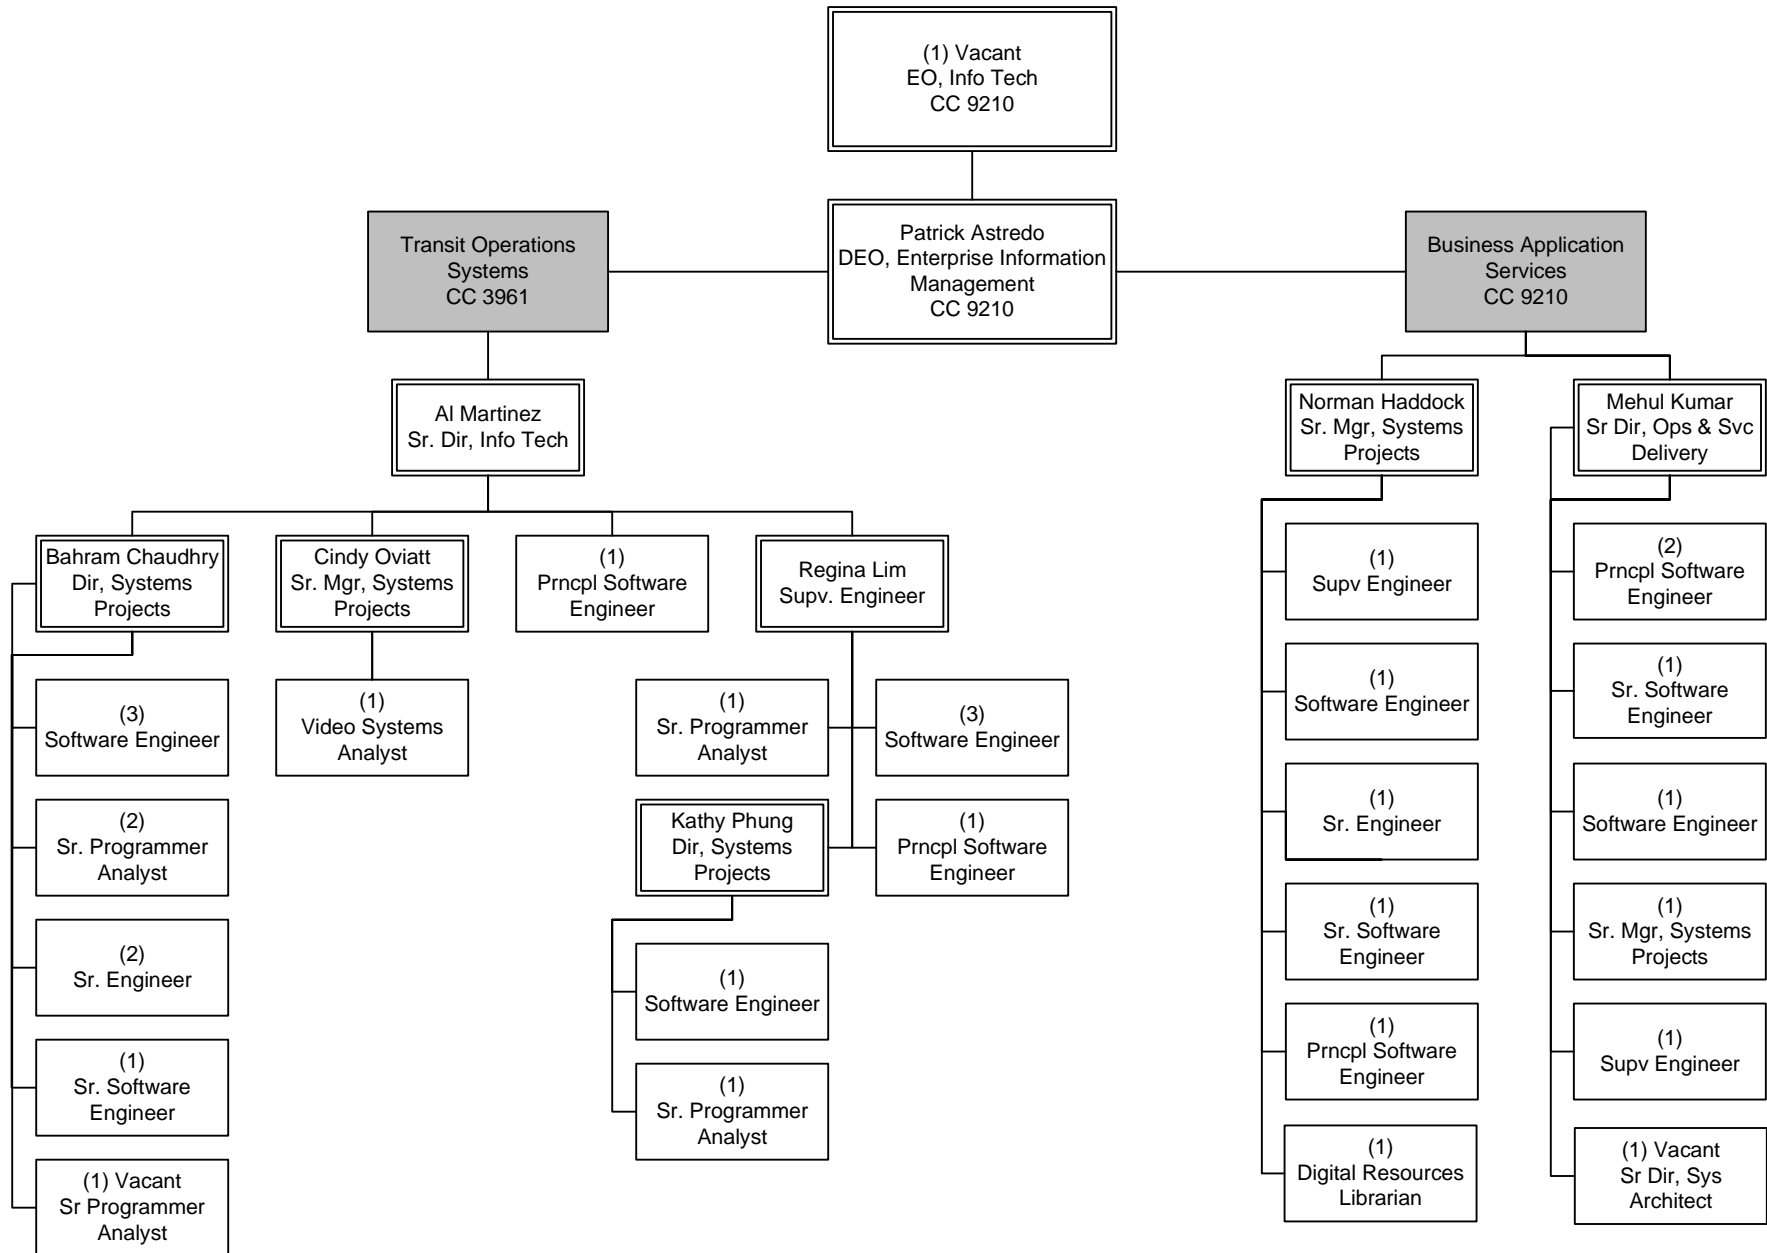 (1) Vacant
EO, Info Tech
CC 9210
Transit Operations
Systems
CC 3961
Patrick Astredo
DEO, Enterprise Information
Management
CC 9210
Business Application
Services
CC 9210
Al Martinez
Sr. Dir, Info Tech
Norman Haddock
Sr. Mgr, Systems
Projects
Mehul Kumar
Sr Dir, Ops & Svc
Delivery
Bahram Chaudhry
Dir, Systems
Projects
Cindy Oviatt
Sr. Mgr, Systems
Projects
(1)
Prncpl Software
Engineer
Regina Lim
Supv. Engineer
(3)
Software Engineer
(2)
Sr. Programmer
Analyst
(2)
Sr. Engineer
(1)
Sr. Software
Engineer
(1) Vacant
Sr Programmer
Analyst
(1)
Video Systems
Analyst
(1)
Sr. Programmer
Analyst
(3)
Software Engineer
Kathy Phung
Dir, Systems
Projects
(1)
Prncpl Software
Engineer
(1)
Software Engineer
(1)
Sr. Programmer
Analyst
(1)
Supv Engineer
(1)
Software Engineer
(1)
Sr. Engineer
(1)
Sr. Software
Engineer
(1)
Prncpl Software
Engineer
(1)
Digital Resources
Librarian
(2)
Prncpl Software
Engineer
(1)
Sr. Software
Engineer
(1)
Software Engineer
(1)
Sr. Mgr, Systems
Projects
(1)
Supv Engineer
(1) Vacant
Sr Dir, Sys
Architect